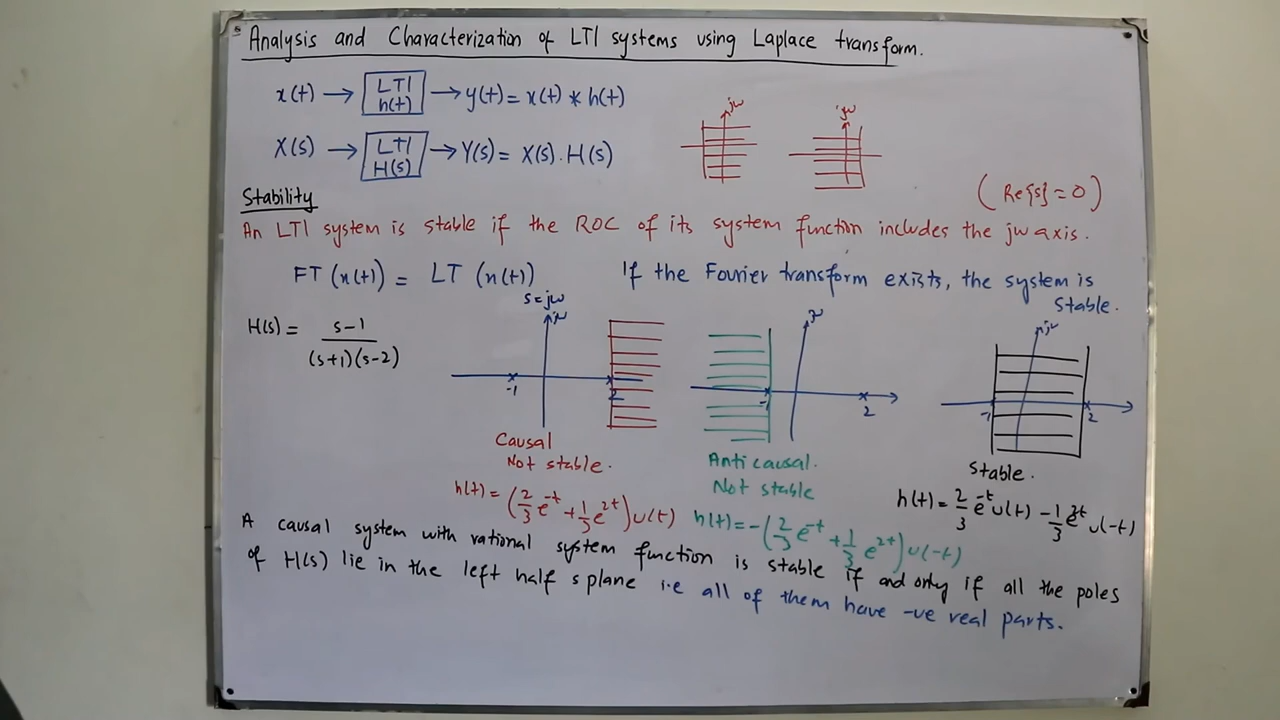 Analysis and Characterization of LTI systems using Laplace transform.
x(t) → LTI h(t) → y(t) = x(t) * h(t)
jω jω
X(s) → LTI H(s) → Y(s) = X(s). H(s)
Stability
(Re{s} = 0)
An LTI system is stable if the ROC of its system function includes the jω axis.
FT (x(t)) = LT (x(t)) If the Fourier transform exists, the system is
s = jω stable.
H(s) = s-1 / (s+1)(s-2)
-1 2 -1 2 -1 2
Causal Anti causal. Stable.
Not stable. Not stable
h(t) = (2/3 e^-t + 1/3 e^2t) u(t)
h(t) = -(2/3 e^-t + 1/3 e^2t) u(-t)
h(t) = 2/3 e^-t u(t) - 1/3 e^2t u(-t)
A causal system with rational system function is stable if and only if all the poles
of H(s) lie in the left half s plane i.e all of them have -ve real parts.